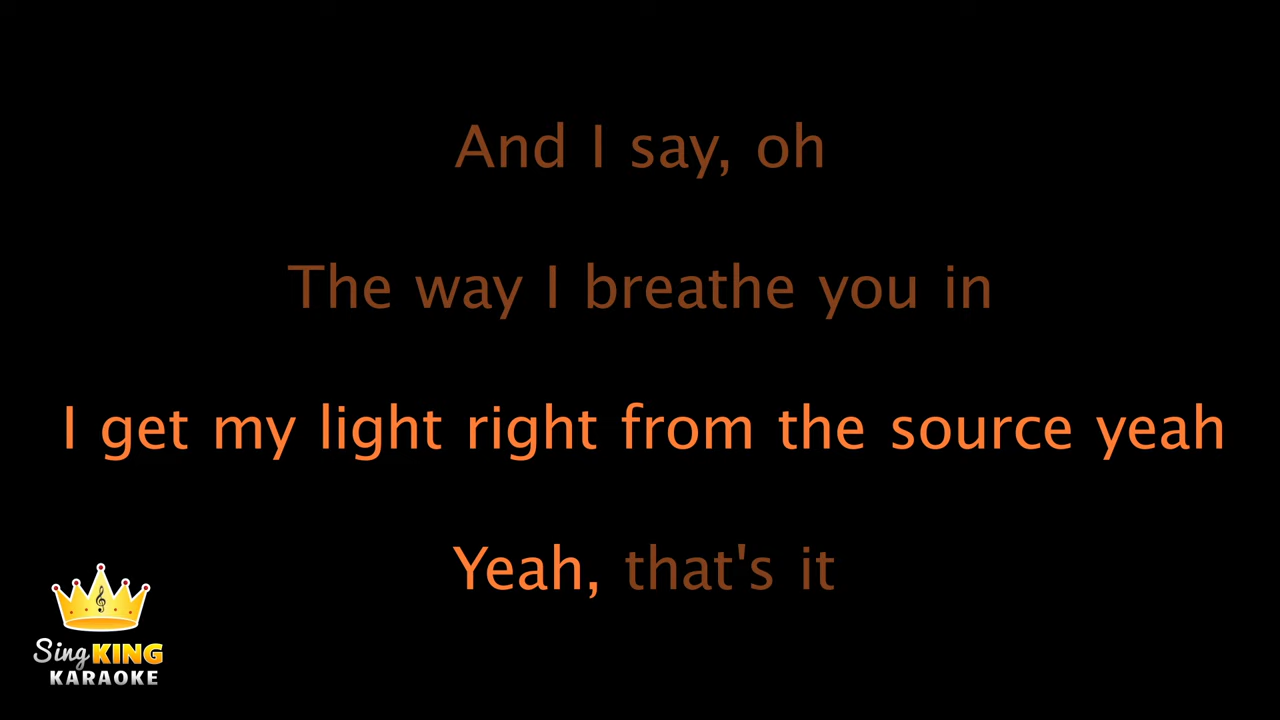 And I say, oh
The way I breathe you in
I get my light right from the source yeah
Yeah, that's it
Sing KING
KARAOKE